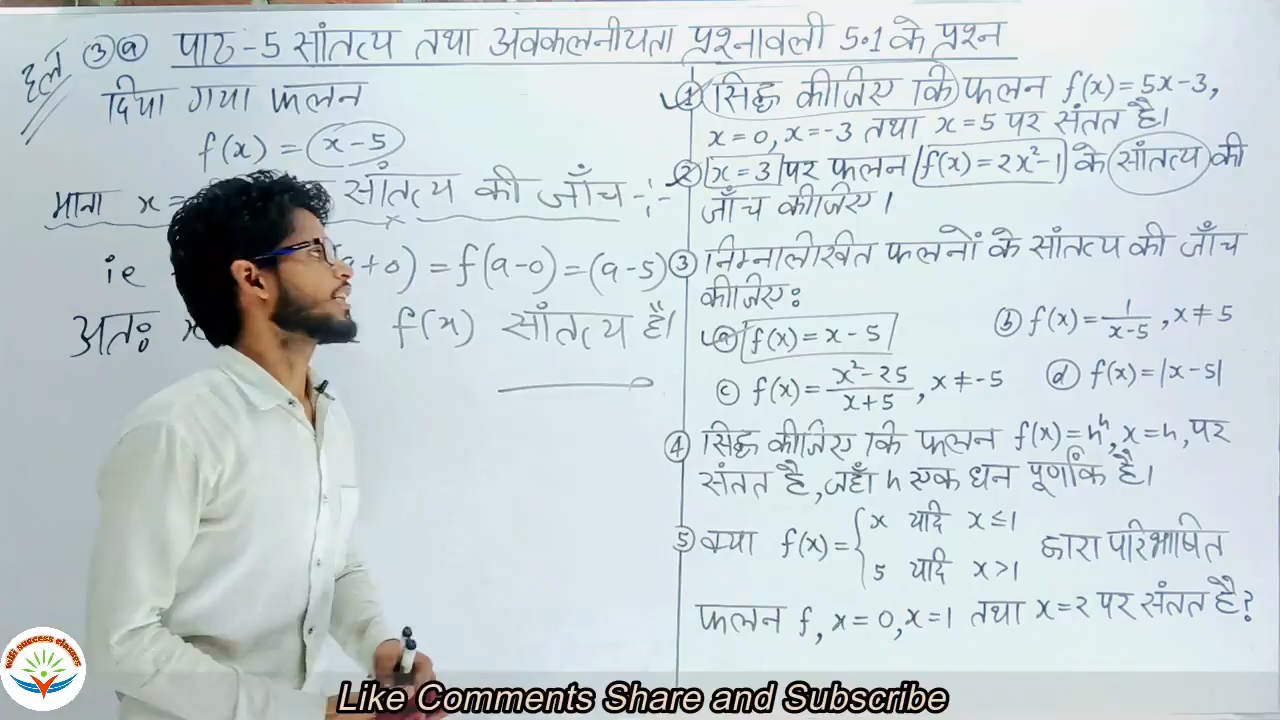 हल ③ⓐ पाठ-5 सांतत्य तथा अवकलनीयता प्रश्नावली 5.1 के प्रश्न
दिया गया फलन
f(x) = x-5
माना x= सांतत्य की जाँच -:-
ie +0) = f(a-0) = (a-5)
अतः f(x) सांतत्य है।
① सिद्ध कीजिए कि फलन f(x)=5x-3,
x=0, x=-3 तथा x=5 पर संतत है।
② x=3 पर फलन f(x)=2x²-1 के सांतत्य की
जाँच कीजिए।
③ निम्नलिखित फलनों के सांतत्य की जाँच
कीजिए:
ⓐ f(x)=x-5 ⓑ f(x)=1/(x-5), x≠5
ⓒ f(x)=(x²-25)/(x+5), x≠-5 ⓓ f(x)=|x-5|
④ सिद्ध कीजिए कि फलन f(x)=nⁿ, x=n, पर
संतत है, जहाँ n एक धन पूर्णांक है।
⑤ क्या f(x)={x यदि x≤1
5 यदि x>1 द्वारा परिभाषित
फलन f, x=0, x=1 तथा x=2 पर संतत है?
wifi success classes
Like Comments Share and Subscribe